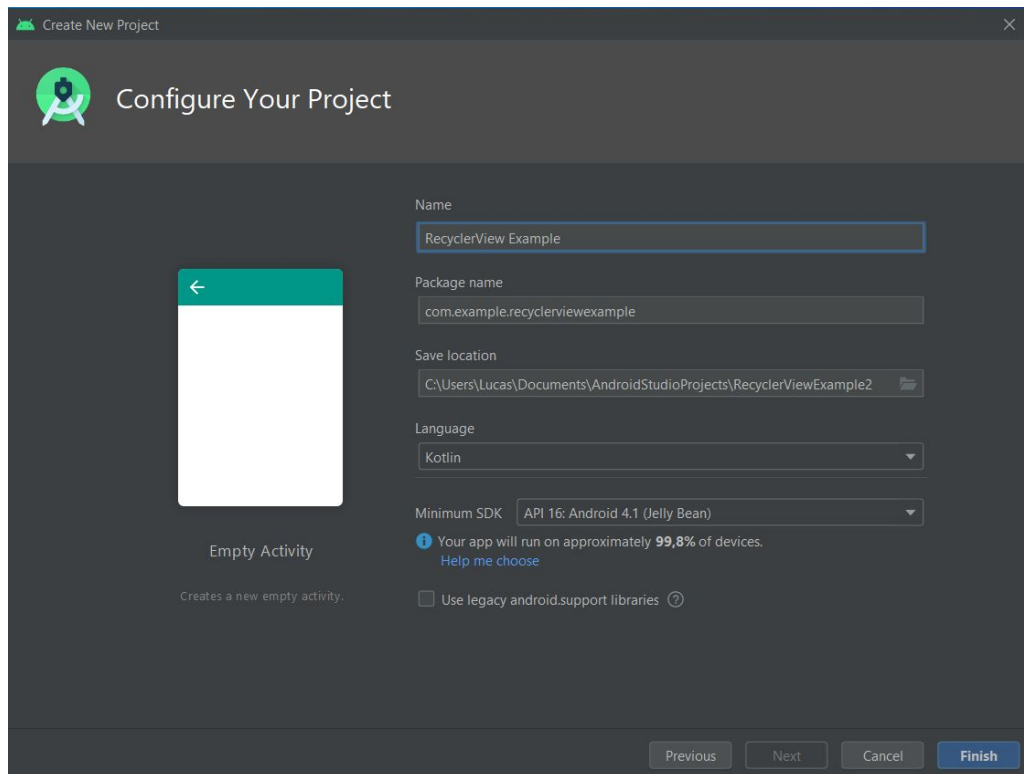 Create New Project
Configure Your Project
Name
RecyclerView Example
Package name
com.example.recyclerviewexample
Save location
C:\Users\Lucas\Documents\AndroidStudioProjects\RecyclerViewExample2
Language
Kotlin
Minimum SDK API 16: Android 4.1 (Jelly Bean)
Your app will run on approximately 99,8% of devices.
Help me choose
Use legacy android.support libraries
Empty Activity
Creates a new empty activity.
Previous Next Cancel Finish